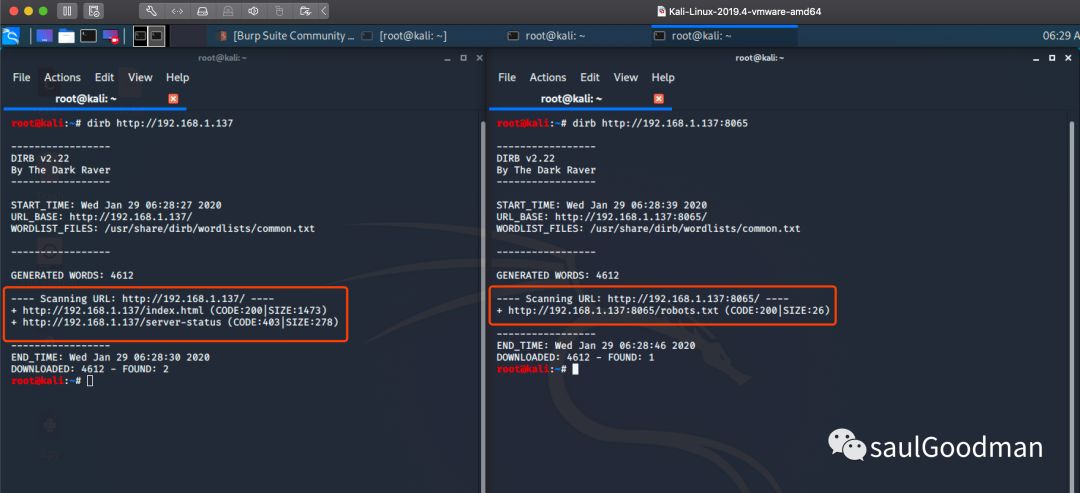 Kali-Linux-2019.4-vmware-amd64
[Burp Suite Community ...
[root@kali: ~]
root@kali: ~
root@kali: ~
06:29 A
root@kali: ~
File Actions Edit View Help
root@kali: ~
root@kali:~# dirb http://192.168.1.137
-----------------
DIRB v2.22
By The Dark Raver
-----------------
START_TIME: Wed Jan 29 06:28:27 2020
URL_BASE: http://192.168.1.137/
WORDLIST_FILES: /usr/share/dirb/wordlists/common.txt
-----------------
GENERATED WORDS: 4612
---- Scanning URL: http://192.168.1.137/ ----
+ http://192.168.1.137/index.html (CODE:200|SIZE:1473)
+ http://192.168.1.137/server-status (CODE:403|SIZE:278)
-----------------
END_TIME: Wed Jan 29 06:28:30 2020
DOWNLOADED: 4612 - FOUND: 2
root@kali:~#
root@kali: ~
File Actions Edit View Help
root@kali: ~
root@kali:~# dirb http://192.168.1.137:8065
-----------------
DIRB v2.22
By The Dark Raver
-----------------
START_TIME: Wed Jan 29 06:28:39 2020
URL_BASE: http://192.168.1.137:8065/
WORDLIST_FILES: /usr/share/dirb/wordlists/common.txt
-----------------
GENERATED WORDS: 4612
---- Scanning URL: http://192.168.1.137:8065/ ----
+ http://192.168.1.137:8065/robots.txt (CODE:200|SIZE:26)
-----------------
END_TIME: Wed Jan 29 06:28:46 2020
DOWNLOADED: 4612 - FOUND: 1
root@kali:~#
saulGoodman